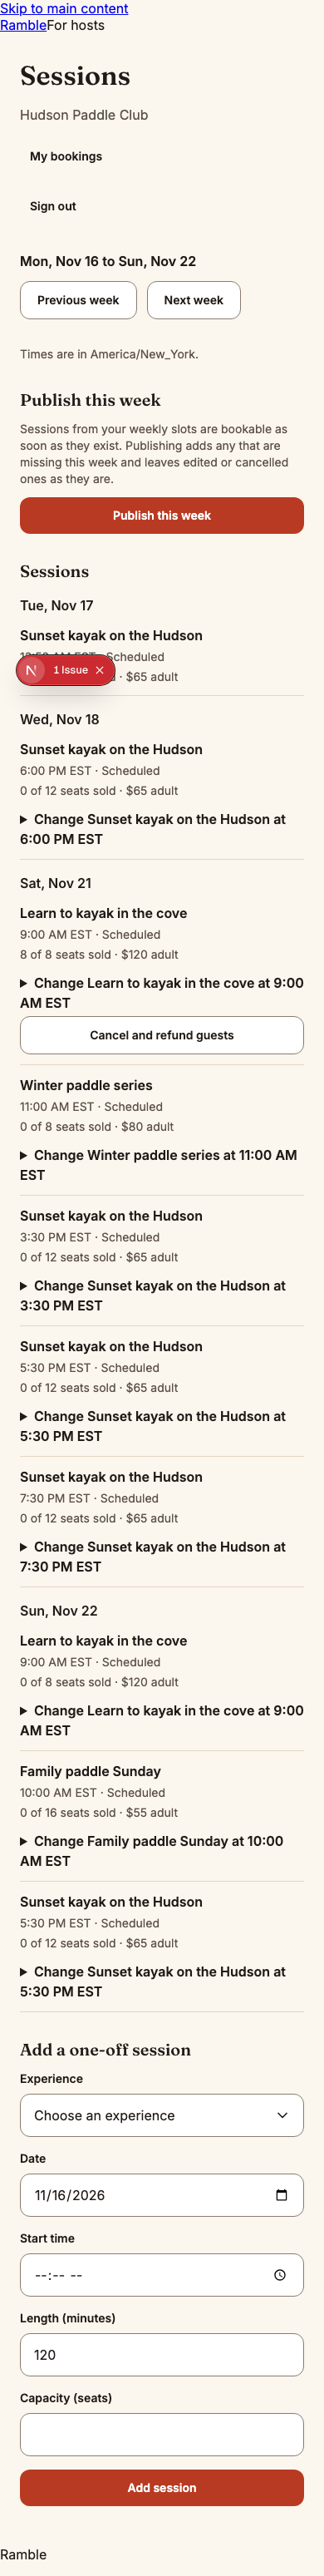 Skip to main content
RambleFor hosts
Sessions
Hudson Paddle Club
My bookings
Sign out
Mon, Nov 16 to Sun, Nov 22
Previous week Next week
Times are in America/New_York.
Publish this week
Sessions from your weekly slots are bookable as
soon as they exist. Publishing adds any that are
missing this week and leaves edited or cancelled
ones as they are.
Publish this week
Sessions
Tue, Nov 17
Sunset kayak on the Hudson
Scheduled
1 Issue
sold · $65 adult
Wed, Nov 18
Sunset kayak on the Hudson
6:00 PM EST · Scheduled
0 of 12 seats sold · $65 adult
Change Sunset kayak on the Hudson at
6:00 PM EST
Sat, Nov 21
Learn to kayak in the cove
9:00 AM EST · Scheduled
8 of 8 seats sold · $120 adult
Change Learn to kayak in the cove at 9:00
AM EST
Cancel and refund guests
Winter paddle series
11:00 AM EST · Scheduled
0 of 8 seats sold · $80 adult
Change Winter paddle series at 11:00 AM
EST
Sunset kayak on the Hudson
3:30 PM EST · Scheduled
0 of 12 seats sold · $65 adult
Change Sunset kayak on the Hudson at
3:30 PM EST
Sunset kayak on the Hudson
5:30 PM EST · Scheduled
0 of 12 seats sold · $65 adult
Change Sunset kayak on the Hudson at
5:30 PM EST
Sunset kayak on the Hudson
7:30 PM EST · Scheduled
0 of 12 seats sold · $65 adult
Change Sunset kayak on the Hudson at
7:30 PM EST
Sun, Nov 22
Learn to kayak in the cove
9:00 AM EST · Scheduled
0 of 8 seats sold · $120 adult
Change Learn to kayak in the cove at 9:00
AM EST
Family paddle Sunday
10:00 AM EST · Scheduled
0 of 16 seats sold · $55 adult
Change Family paddle Sunday at 10:00
AM EST
Sunset kayak on the Hudson
5:30 PM EST · Scheduled
0 of 12 seats sold · $65 adult
Change Sunset kayak on the Hudson at
5:30 PM EST
Add a one-off session
Experience
Choose an experience
Date
11/16/2026
Start time
--:-- --
Length (minutes)
120
Capacity (seats)
Add session
Ramble